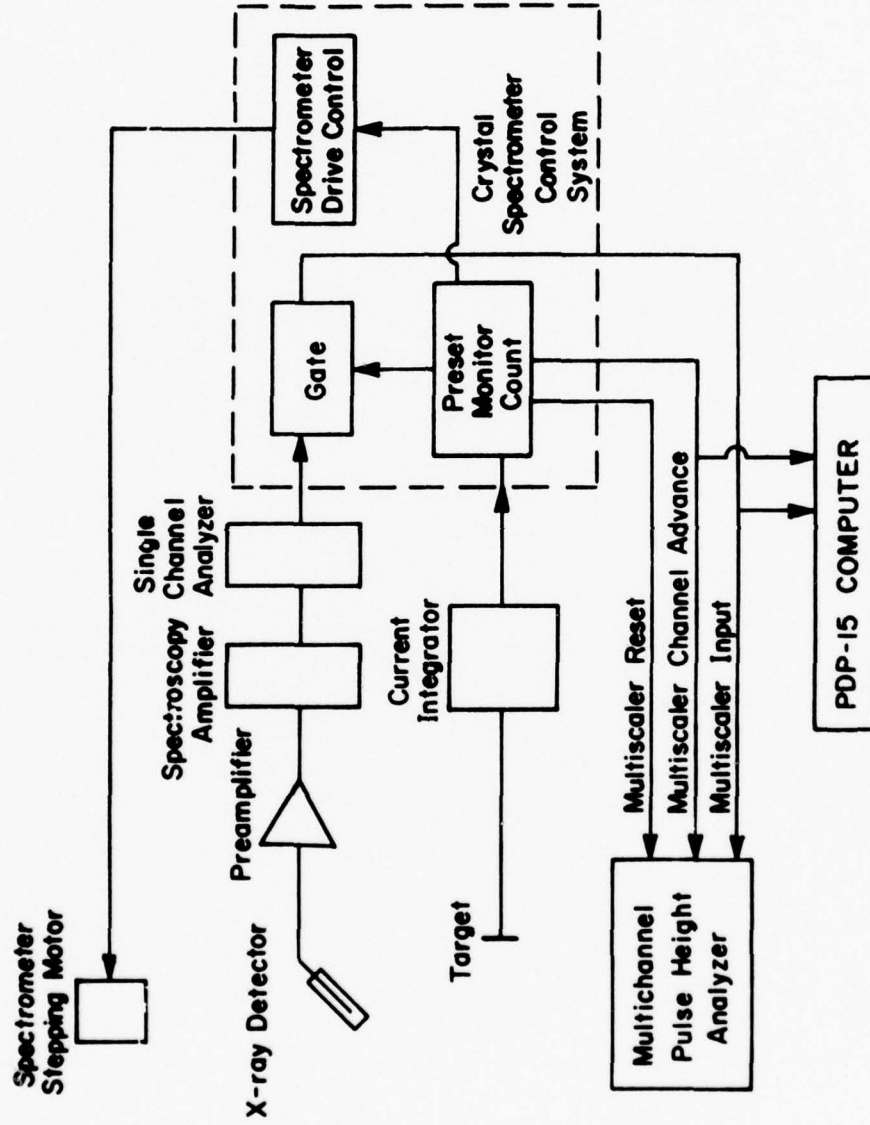 Spectrometer
Stepping Motor
X-ray Detector
Preamplifier
Spectroscopy
Amplifier
Single
Channel
Analyzer
Gate
Spectrometer
Drive Control
Target
Current
Integrator
Preset
Monitor
Count
Crystal
Spectrometer
Control
System
Multichannel
Pulse Height
Analyzer
Multiscaler Reset
Multiscaler Channel Advance
Multiscaler Input
PDP-15 COMPUTER